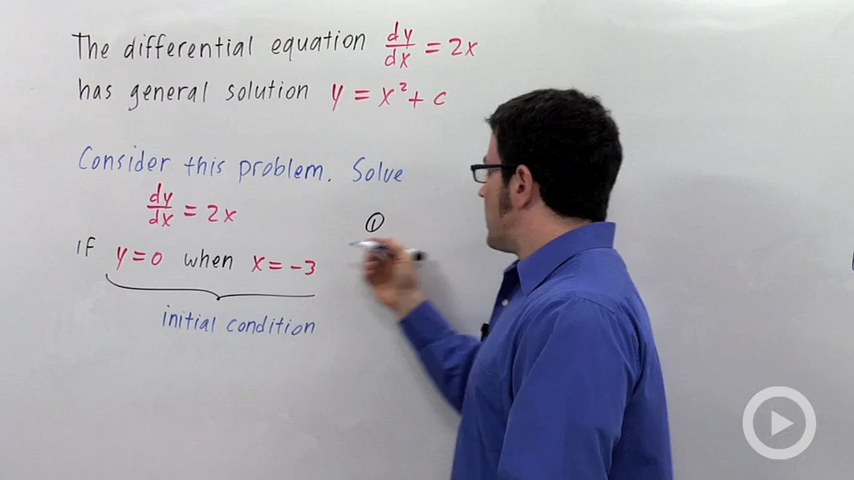 The differential equation dy/dx = 2x
has general solution y = x² + c
Consider this problem. Solve
dy/dx = 2x
①
if y=0 when x=-3
initial condition